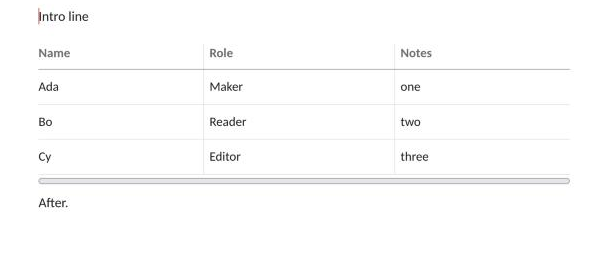 Intro line
Name Role Notes
Ada Maker one
Bo Reader two
Cy Editor three
After.